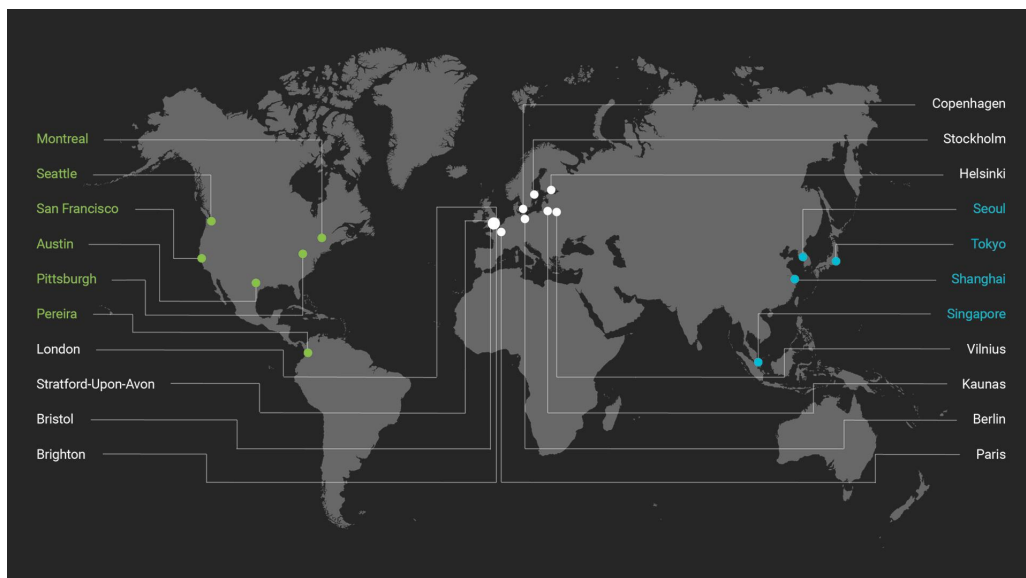 Montreal
Seattle
San Francisco
Austin
Pittsburgh
Pereira
London
Stratford-Upon-Avon
Bristol
Brighton
Copenhagen
Stockholm
Helsinki
Seoul
Tokyo
Shanghai
Singapore
Vilnius
Kaunas
Berlin
Paris